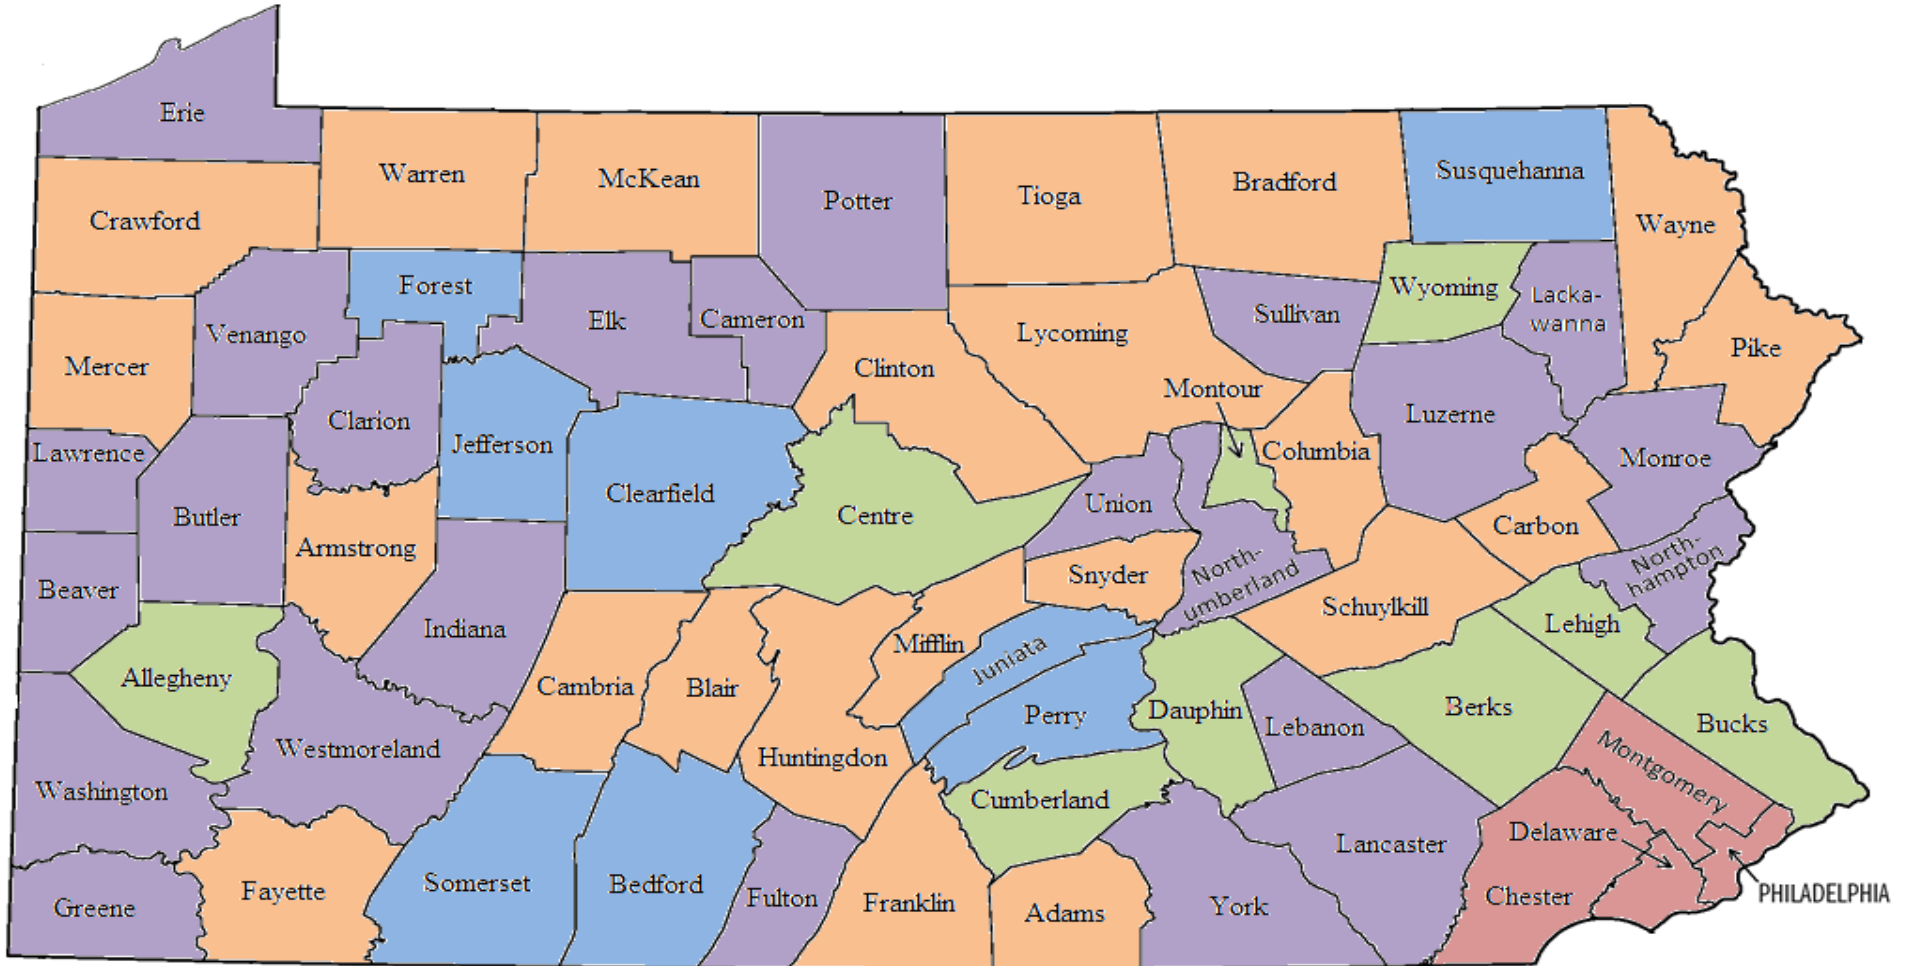 Erie
Warren
McKean
Potter
Tioga
Bradford
Susquehanna
Wayne
Crawford
Forest
Elk
Cameron
Venango
Mercer
Clarion
Jefferson
Clearfield
Clinton
Lycoming
Sullivan
Wyoming
Lacka-
wanna
Pike
Luzerne
Montour
Columbia
Monroe
Lawrence
Butler
Armstrong
Centre
Union
Carbon
North-
hampton
Beaver
Indiana
Snyder
North-
umberland
Schuylkill
Lehigh
Allegheny
Cambria
Blair
Mifflin
Juniata
Perry
Dauphin
Lebanon
Berks
Bucks
Westmoreland
Washington
Huntingdon
Cumberland
Montgomery
Delaware
Lancaster
Greene
Fayette
Somerset
Bedford
Fulton
Franklin
Adams
York
Chester
PHILADELPHIA